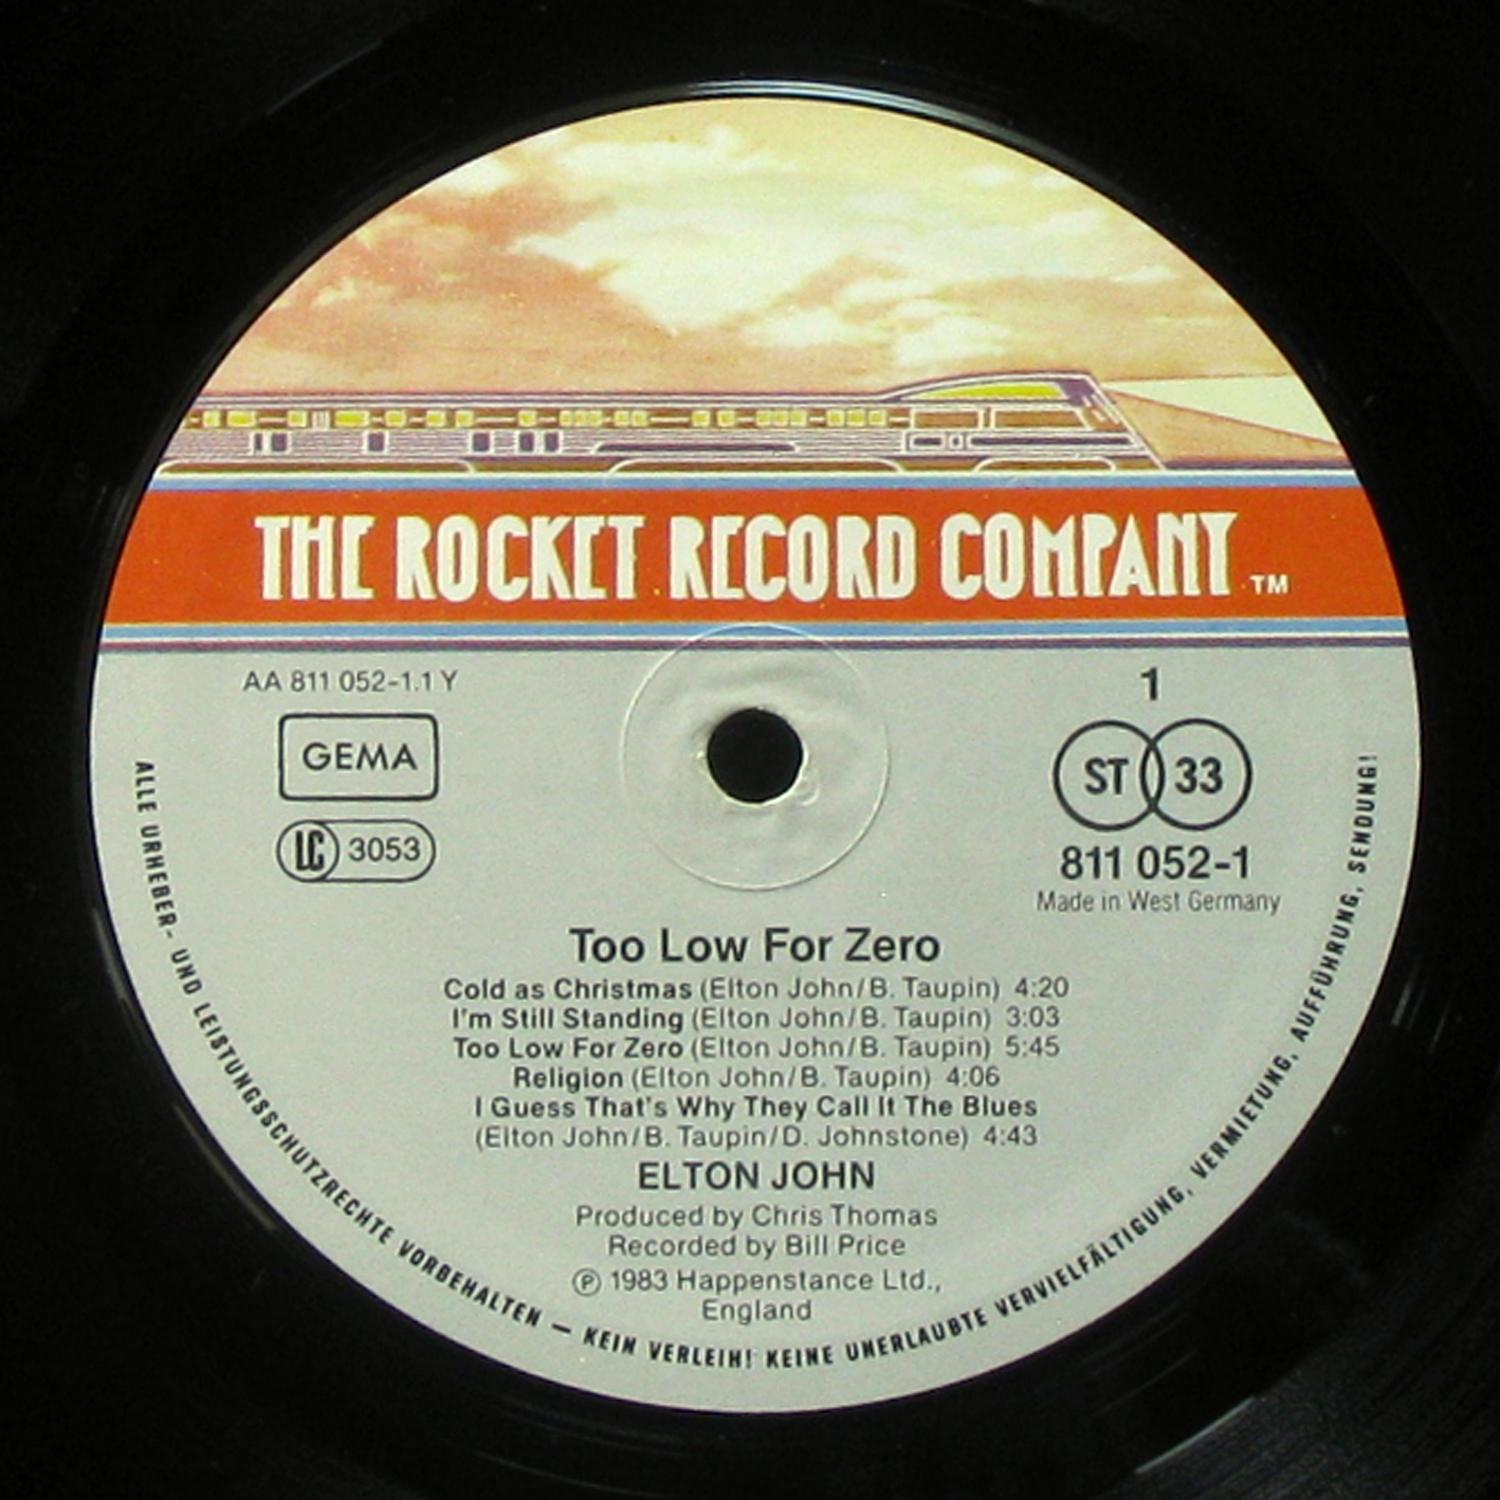 THE ROCKET RECORD COMPANY TM
AA 811 052-1.1 Y
GEMA
LC 3053
1
ST 33
811 052-1
Made in West Germany
Too Low For Zero
Cold as Christmas (Elton John/B. Taupin) 4:20
I'm Still Standing (Elton John/B. Taupin) 3:03
Too Low For Zero (Elton John/B. Taupin) 5:45
Religion (Elton John/B. Taupin) 4:06
I Guess That's Why They Call It The Blues
(Elton John/B. Taupin/D. Johnstone) 4:43
ELTON JOHN
Produced by Chris Thomas
Recorded by Bill Price
℗ 1983 Happenstance Ltd.,
England
ALLE URHEBER- UND LEISTUNGSSCHUTZRECHTE VORBEHALTEN — KEIN VERLEIH! KEINE UNERLAUBTE VERVIELFÄLTIGUNG, VERMIETUNG, AUFFÜHRUNG, SENDUNG!